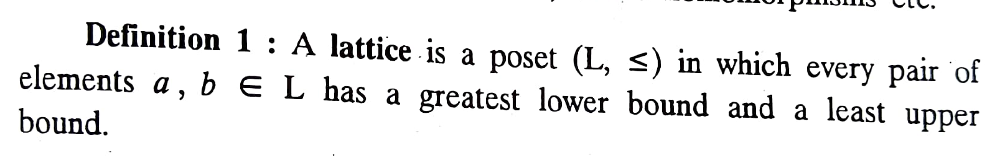 etc.
Definition 1 : A lattice is a poset (L, ≤) in which every pair of
elements a , b ∈ L has a greatest lower bound and a least upper
bound.